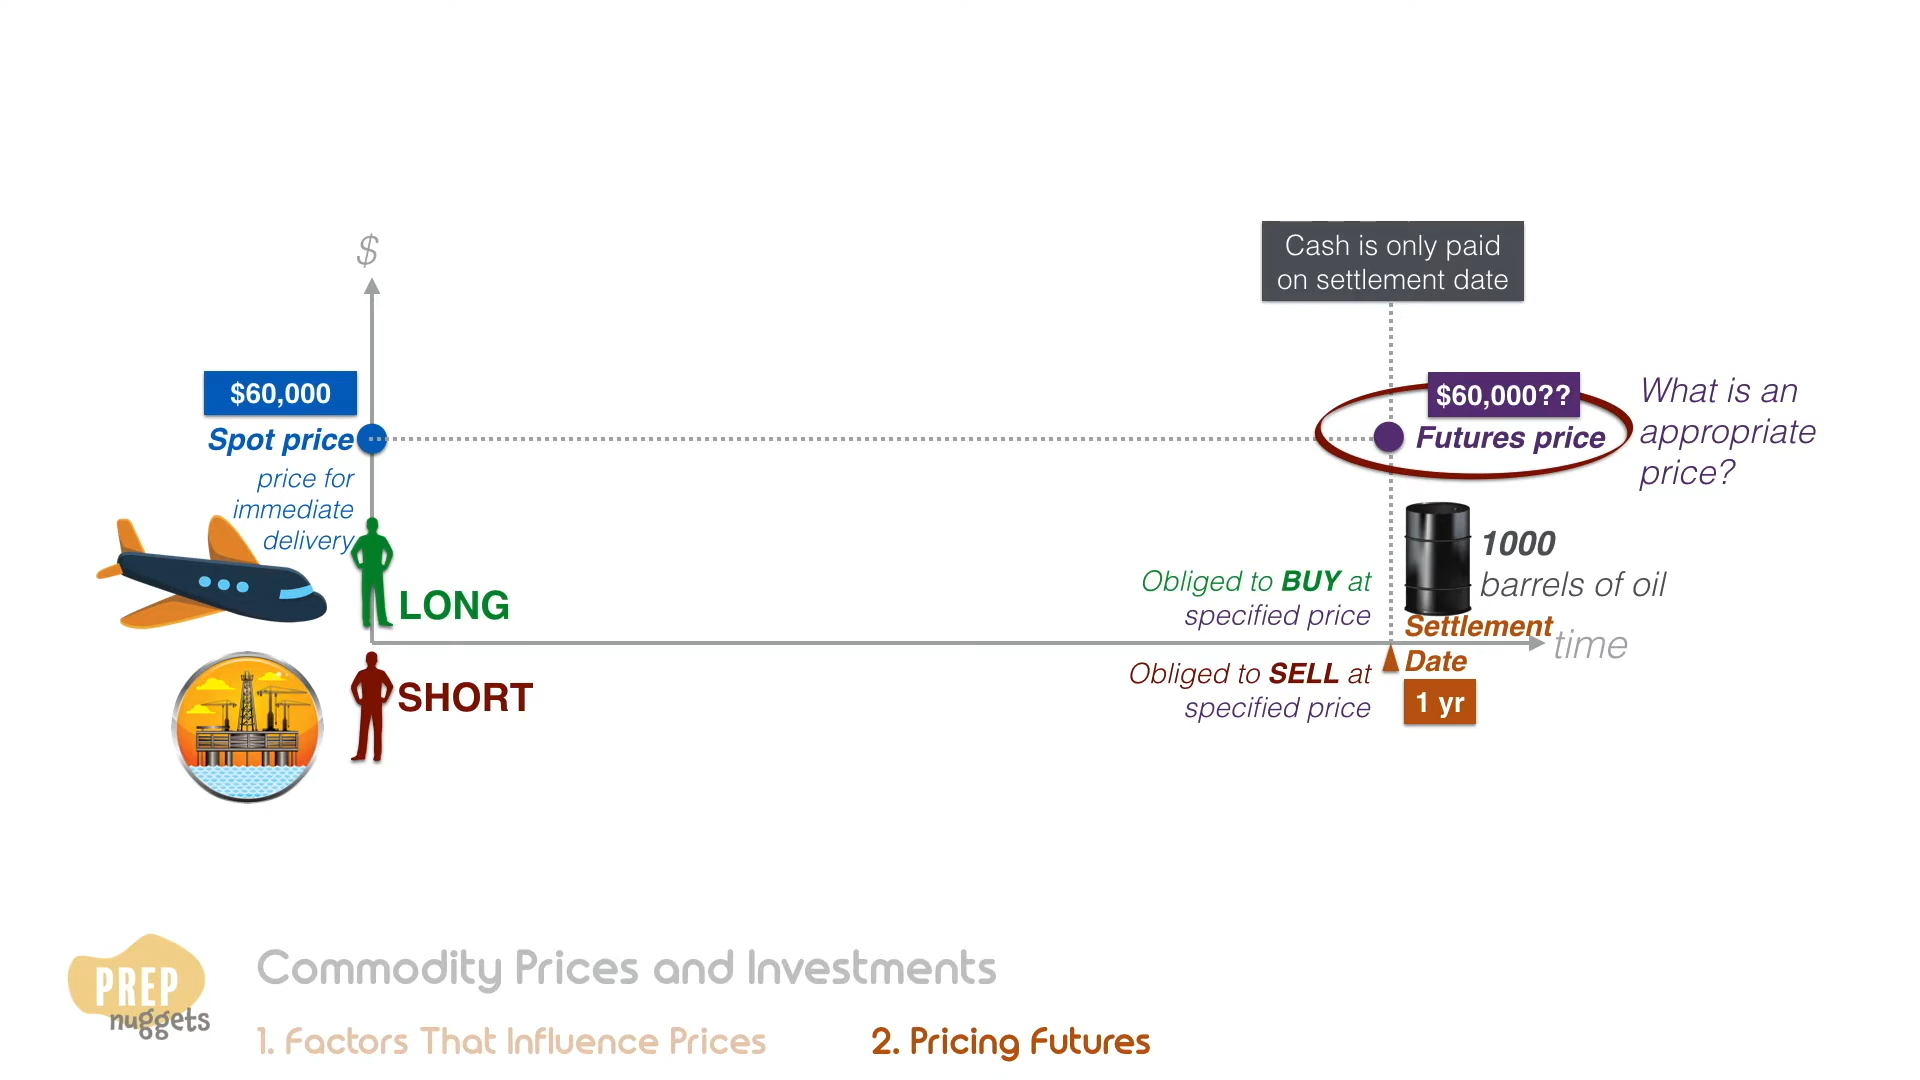 $
Cash is only paid
on settlement date
$60,000
Spot price
price for
immediate
delivery
$60,000??
Futures price
What is an
appropriate
price?
LONG
Obliged to BUY at
specified price
1000
barrels of oil
Settlement
Date
1 yr
time
SHORT
Obliged to SELL at
specified price
PREP
nuggets
Commodity Prices and Investments
1. Factors That Influence Prices
2. Pricing Futures